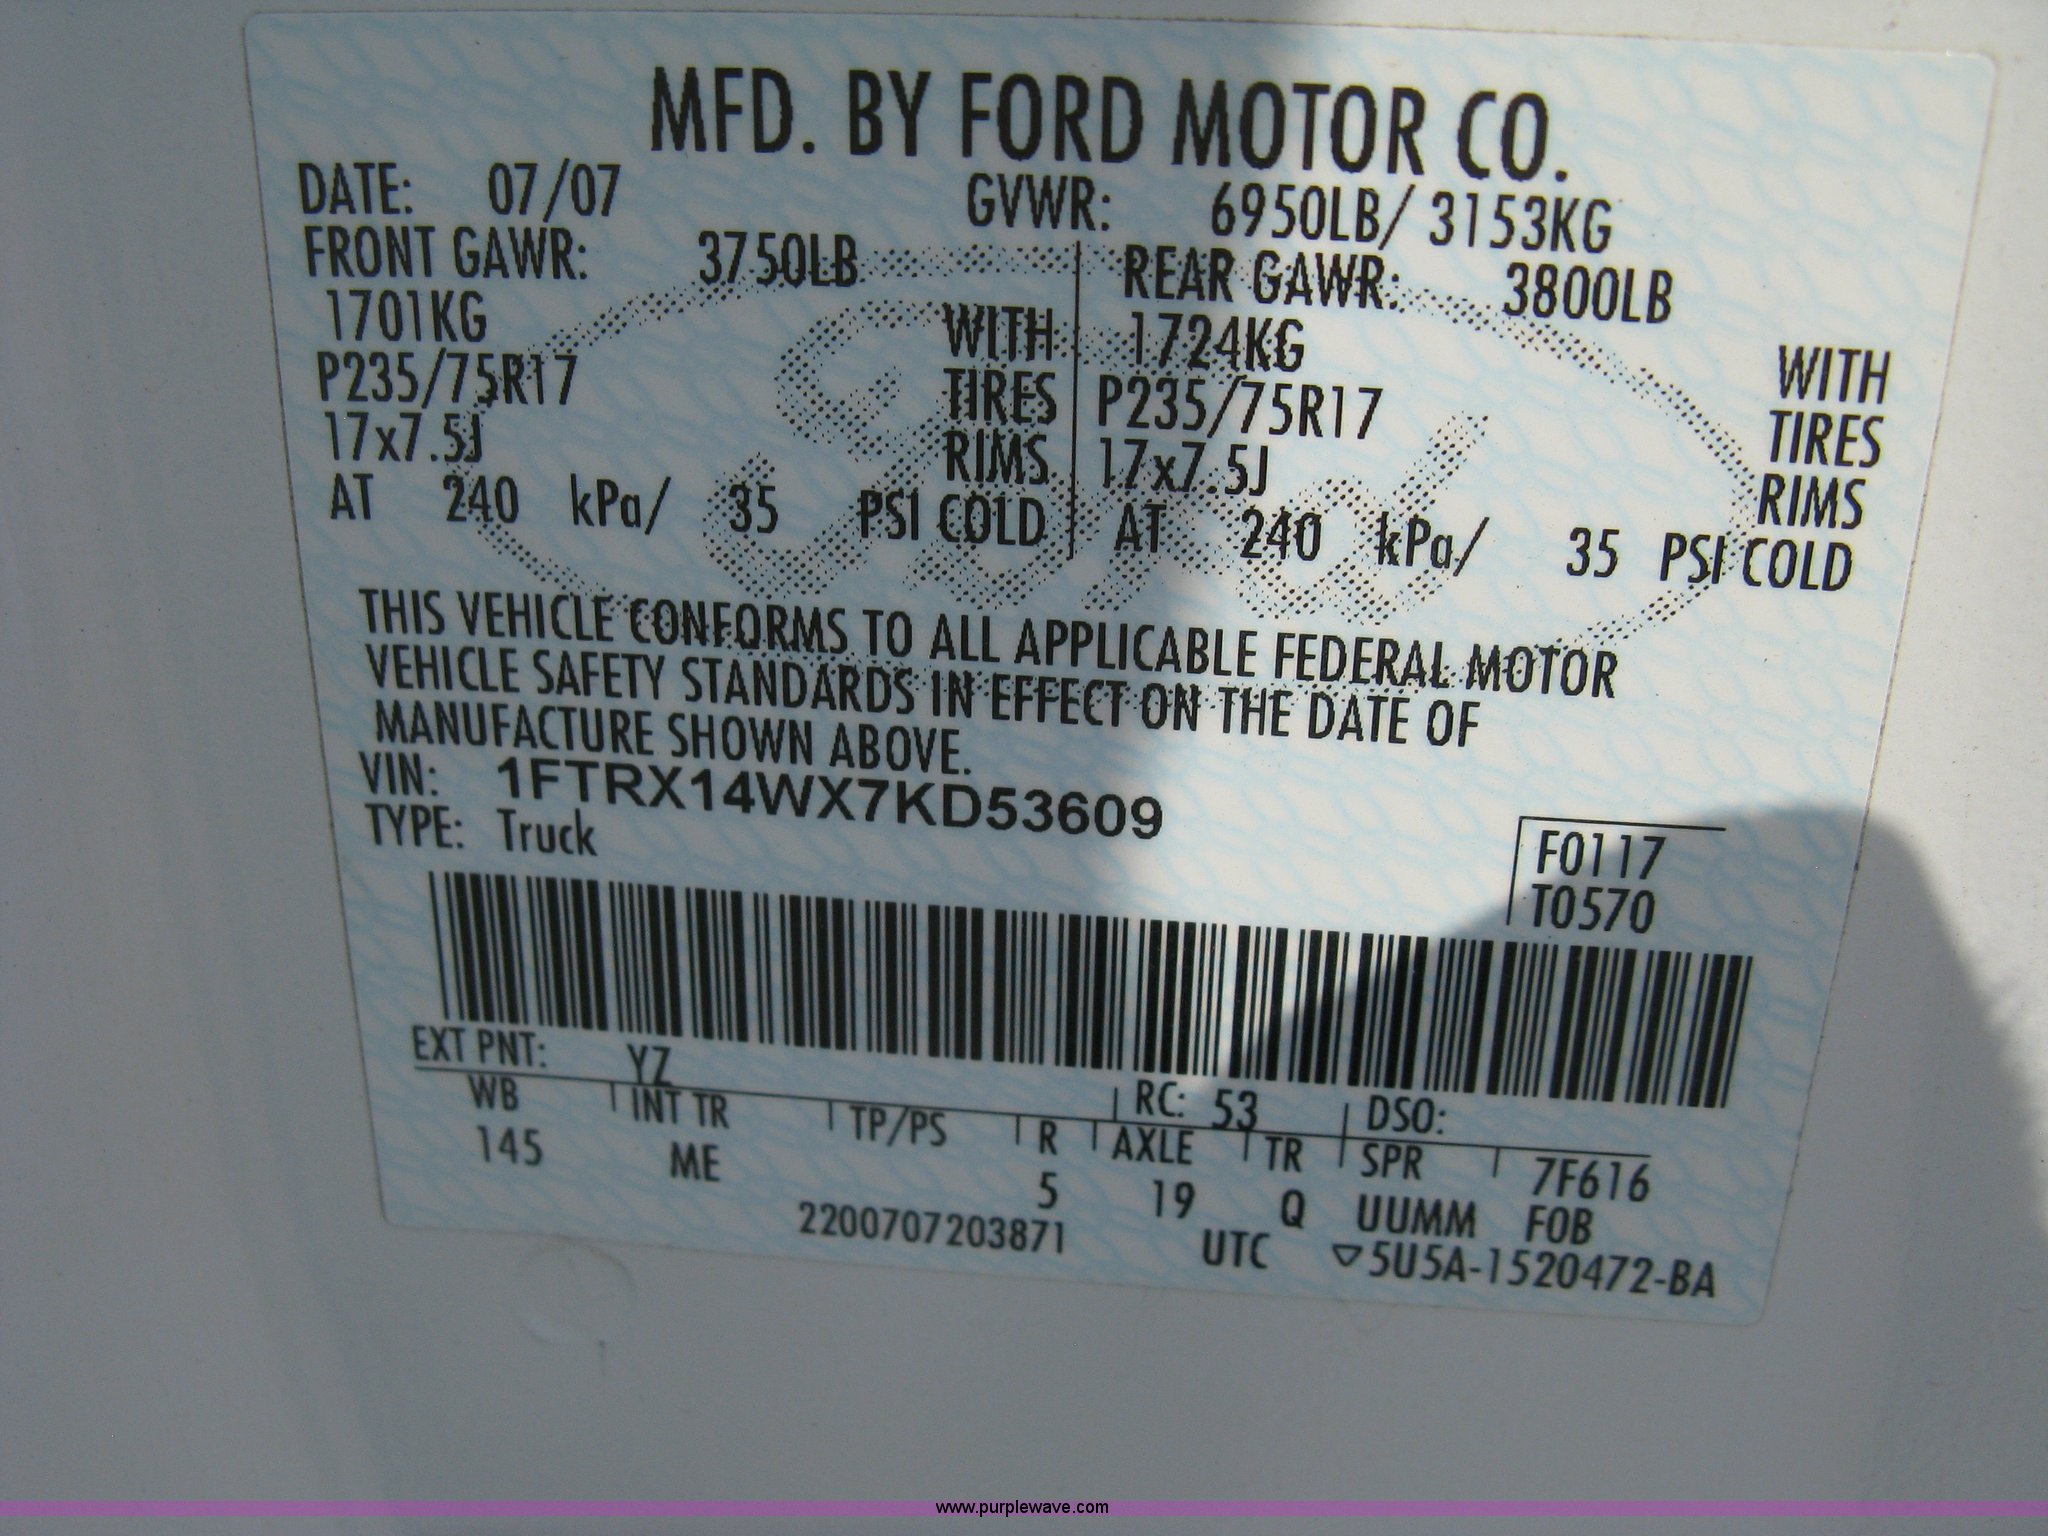 MFD. BY FORD MOTOR CO.
DATE: 07/07 GVWR: 6950LB/ 3153KG
FRONT GAWR: 3750LB REAR GAWR: 3800LB
1701KG WITH 1724KG WITH
P235/75R17 TIRES P235/75R17 TIRES
17x7.5J RIMS 17x7.5J RIMS
AT 240 kPa/ 35 PSI COLD AT 240 kPa/ 35 PSI COLD
Ford
THIS VEHICLE CONFORMS TO ALL APPLICABLE FEDERAL MOTOR
VEHICLE SAFETY STANDARDS IN EFFECT ON THE DATE OF
MANUFACTURE SHOWN ABOVE.
VIN: 1FTRX14WX7KD53609
TYPE: Truck
F0117
T0570
EXT PNT: YZ RC: 53 DSO:
WB INT TR TP/PS R AXLE TR SPR 7F616
145 ME 5 19 Q UUMM FOB
2200707203871 UTC ▽5U5A-1520472-BA
www.purplewave.com